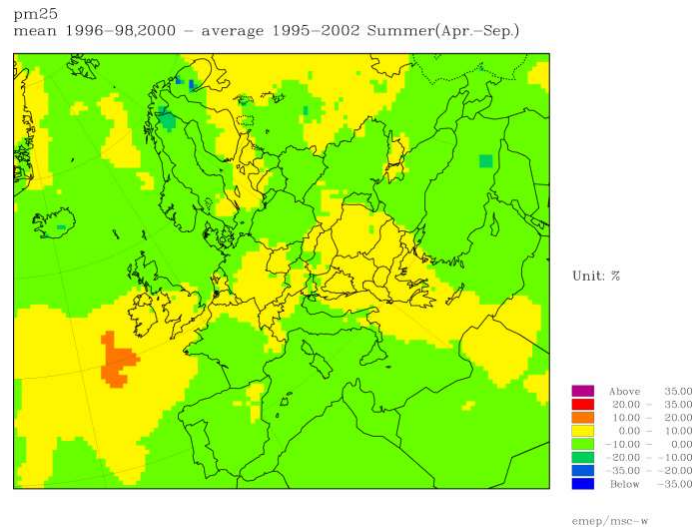 pm25
mean 1996-98,2000 - average 1995-2002 Summer(Apr.-Sep.)
Unit: %
Above 35.00
20.00 - 35.00
10.00 - 20.00
0.00 - 10.00
-10.00 - 0.00
-20.00 - -10.00
-35.00 - -20.00
Below -35.00
emep/msc-w